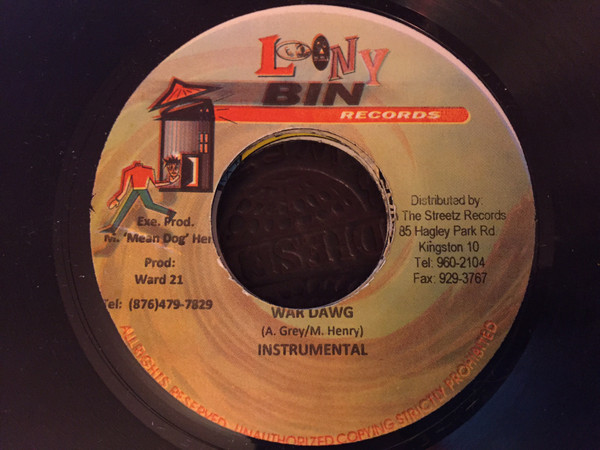 LOONY
BIN
RECORDS
Exe. Prod.
M. 'Mean Dog' Hen
Prod:
Ward 21
Tel: (876)479-7829
Distributed by:
The Streetz Records
85 Hagley Park Rd
Kingston 10
Tel: 960-2104
Fax: 929-3767
WAR DAWG
(A. Grey/M. Henry)
INSTRUMENTAL
ALL RIGHTS RESERVED. UNAUTHORIZED COPYING STRICTLY PROHIBITED